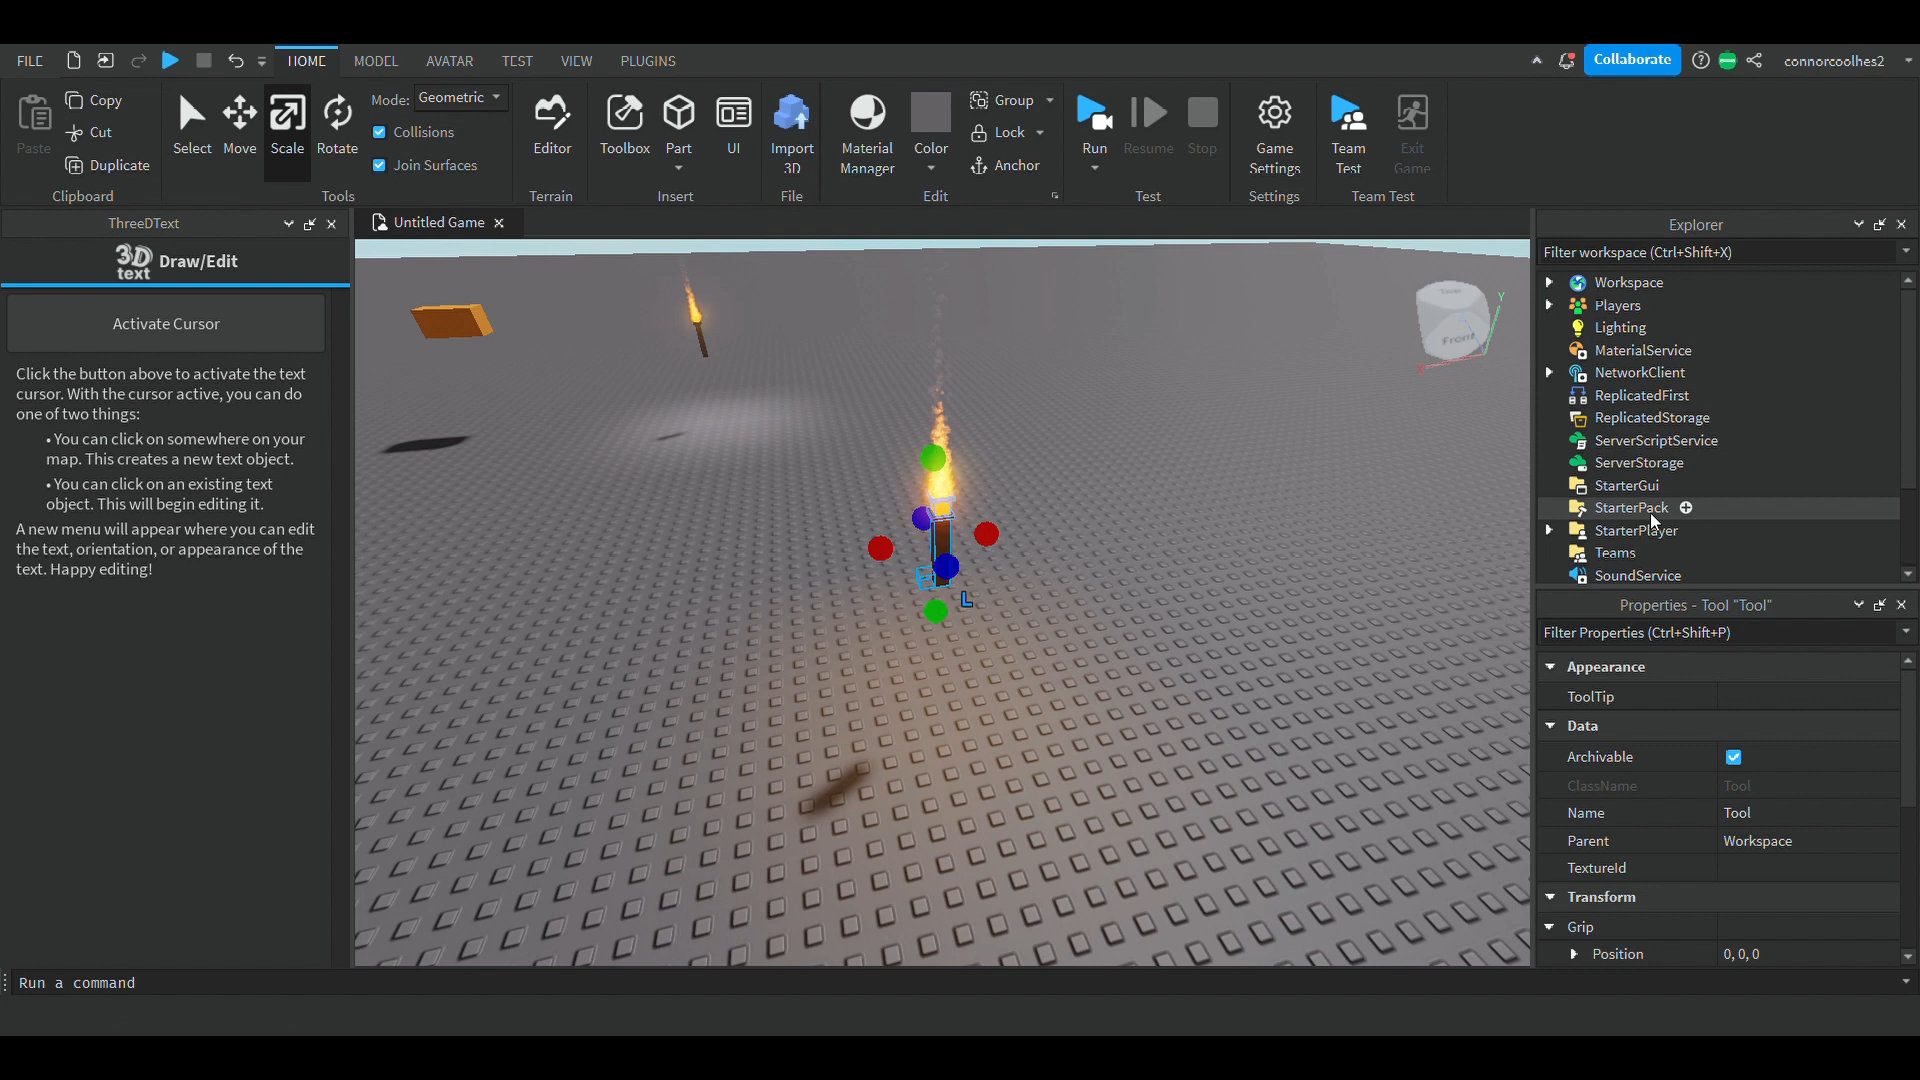 FILE
HOME
MODEL
AVATAR
TEST
VIEW
PLUGINS
Collaborate
connorcoolhes2
Paste
Copy
Cut
Duplicate
Clipboard
Select
Move
Scale
Rotate
Mode: Geometric
Collisions
Join Surfaces
Tools
Editor
Terrain
Toolbox
Part
UI
Insert
Import
3D
File
Material
Manager
Color
Group
Lock
Anchor
Edit
Run
Resume
Stop
Test
Game
Settings
Settings
Team
Test
Exit
Game
Team Test
ThreeDText
3D
text
Draw/Edit
Activate Cursor
Click the button above to activate the text
cursor. With the cursor active, you can do
one of two things:
• You can click on somewhere on your
map. This creates a new text object.
• You can click on an existing text
object. This will begin editing it.
A new menu will appear where you can edit
the text, orientation, or appearance of the
text. Happy editing!
Untitled Game
Front
Y
L
Explorer
Filter workspace (Ctrl+Shift+X)
Workspace
Players
Lighting
MaterialService
NetworkClient
ReplicatedFirst
ReplicatedStorage
ServerScriptService
ServerStorage
StarterGui
StarterPack
StarterPlayer
Teams
SoundService
Properties - Tool "Tool"
Filter Properties (Ctrl+Shift+P)
Appearance
ToolTip
Data
Archivable
ClassName Tool
Name Tool
Parent Workspace
TextureId
Transform
Grip
Position 0, 0, 0
Run a command